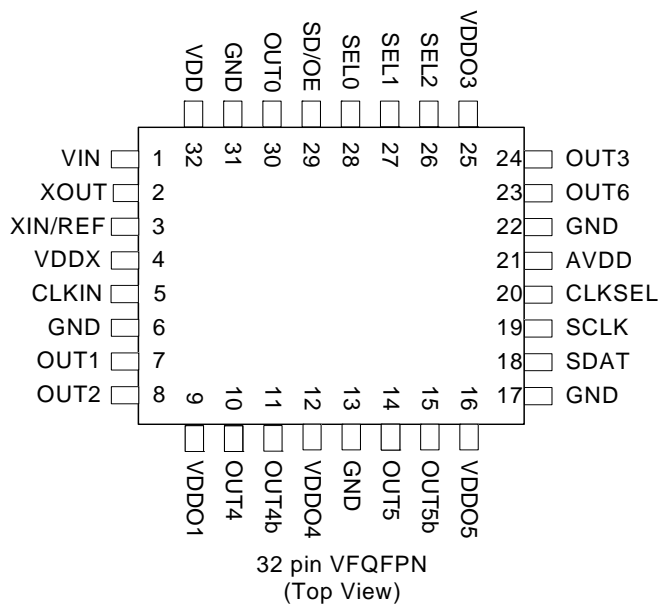 VDD
GND
OUT0
SD/OE
SEL0
SEL1
SEL2
VDDO3
32
31
30
29
28
27
26
25
VIN 1
XOUT 2
XIN/REF 3
VDDX 4
CLKIN 5
GND 6
OUT1 7
OUT2 8
24 OUT3
23 OUT6
22 GND
21 AVDD
20 CLKSEL
19 SCLK
18 SDAT
17 GND
9
10
11
12
13
14
15
16
VDDO1
OUT4
OUT4b
VDDO4
GND
OUT5
OUT5b
VDDO5
32 pin VFQFPN
(Top View)